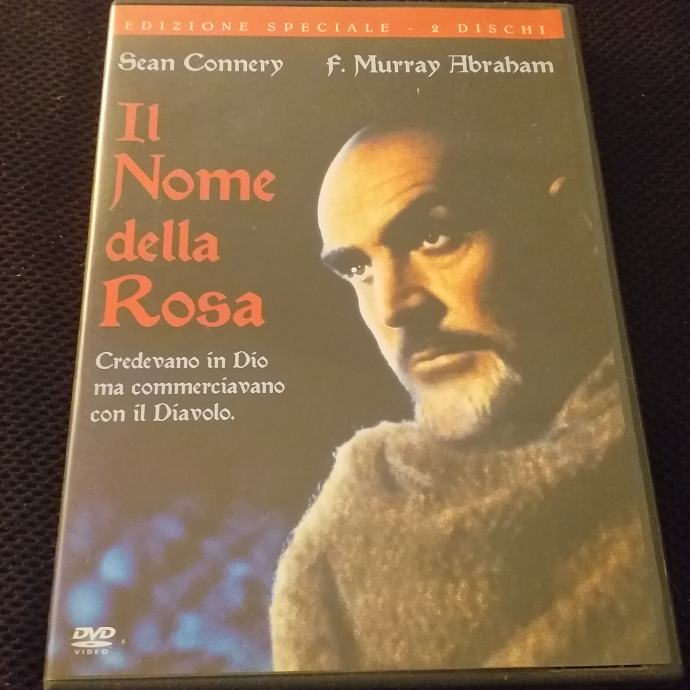 EDIZIONE SPECIALE - 2 DISCHI
Sean Connery F. Murray Abraham
Il
Nome
della
Rosa
Credevano in Dio
ma commerciavano
con il Diavolo.
DVD
VIDEO